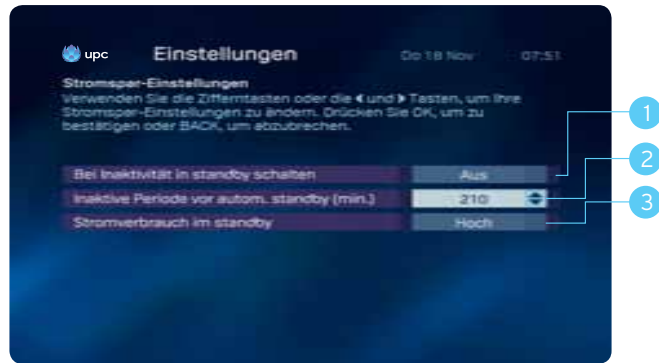 upc Einstellungen Do 18 Nov 07:51
Stromspar-Einstellungen
Verwenden Sie die Zifferntasten oder die ◀ und ▶ Tasten, um Ihre
Stromspar-Einstellungen zu ändern. Drücken Sie OK, um zu
bestätigen oder BACK, um abzubrechen.
Bei Inaktivität in standby schalten Aus 1
Inaktive Periode vor autom. standby (min.) 210 2
Stromverbrauch im standby Hoch 3